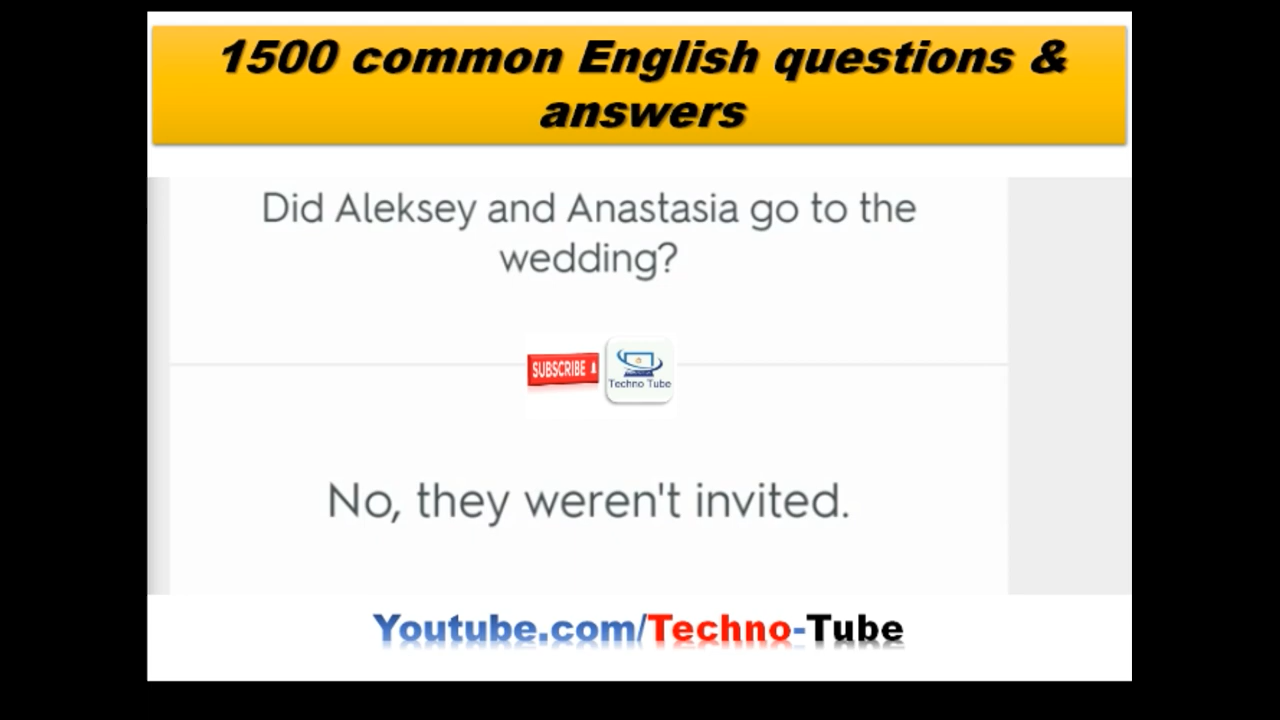 1500 common English questions &
answers
Did Aleksey and Anastasia go to the
wedding?
SUBSCRIBE
Techno Tube
No, they weren't invited.
Youtube.com/Techno-Tube